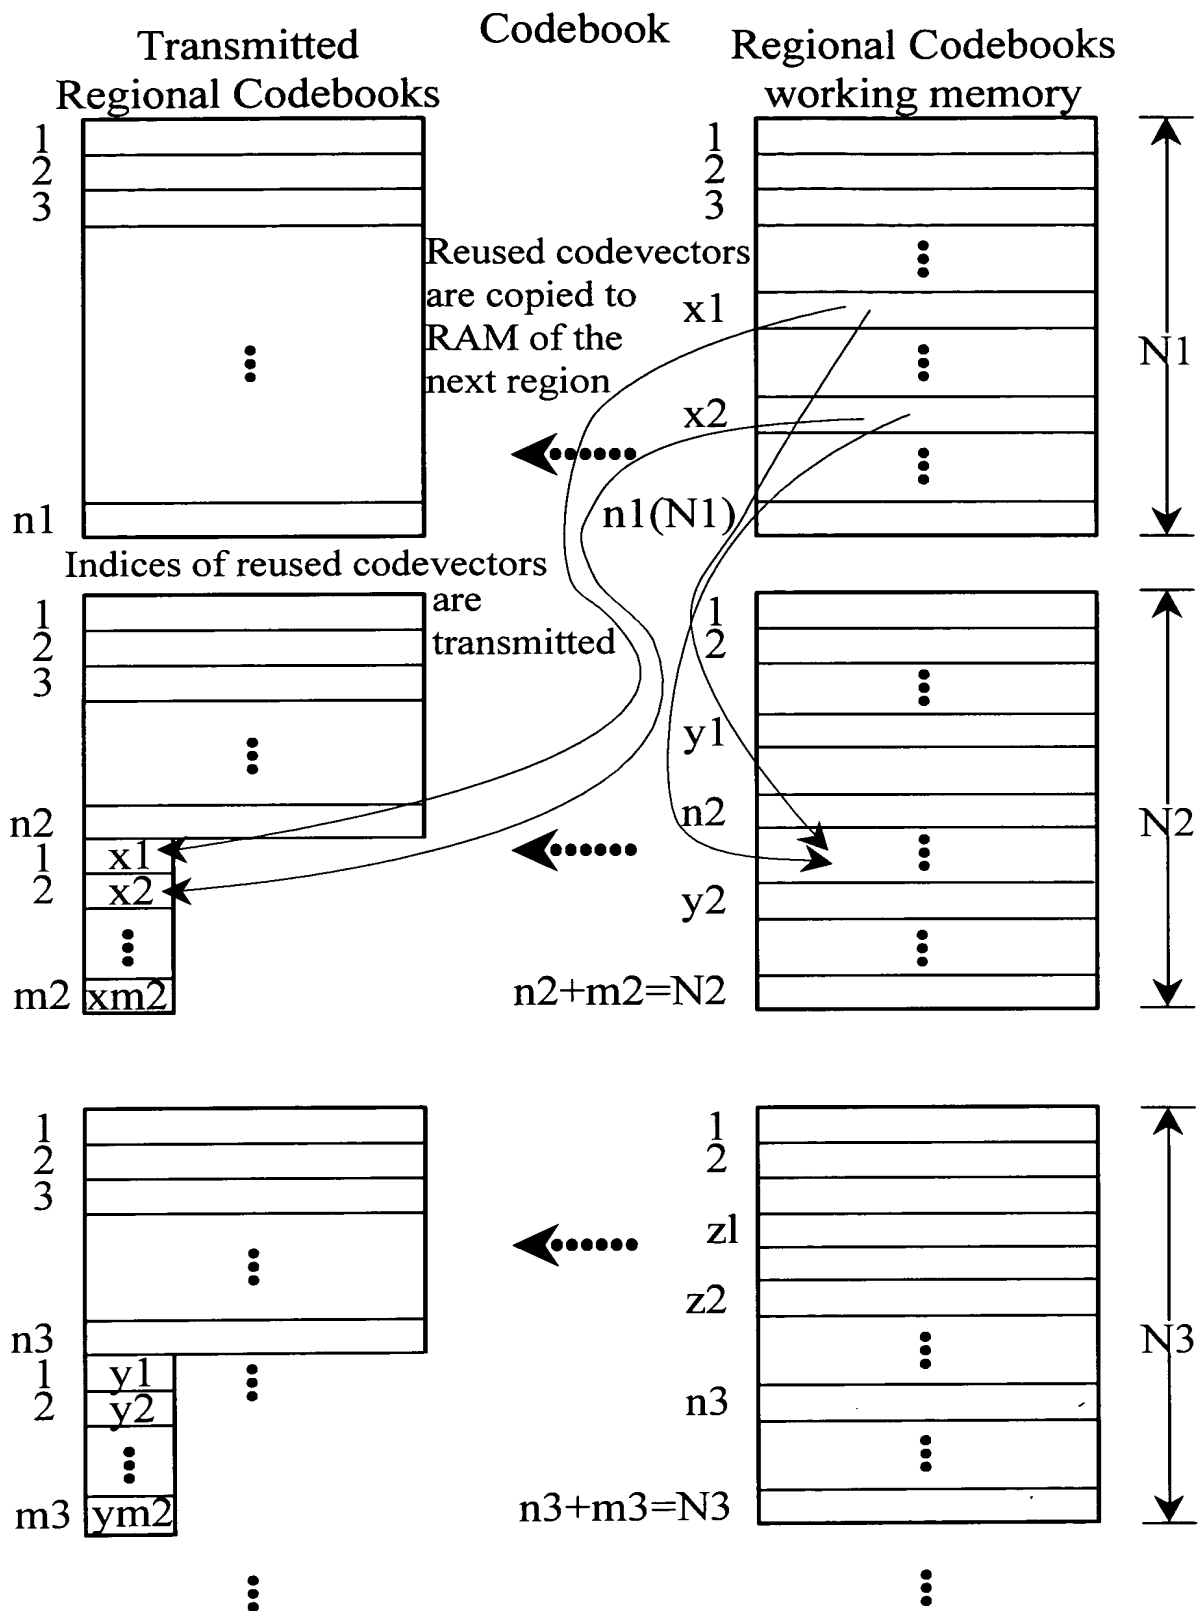 Codebook
Transmitted
Regional Codebooks
1
2
3
n1
Reused codevectors
are copied to
RAM of the
next region
Regional Codebooks
working memory
1
2
3
x1
x2
n1(N1)
N1
Indices of reused codevectors
are
transmitted
1
2
3
n2
1 x1
2 x2
m2 xm2
1
2
y1
n2
y2
n2+m2=N2
N2
1
2
3
n3
1 y1
2 y2
m3 ym2
1
2
z1
z2
n3
n3+m3=N3
N3